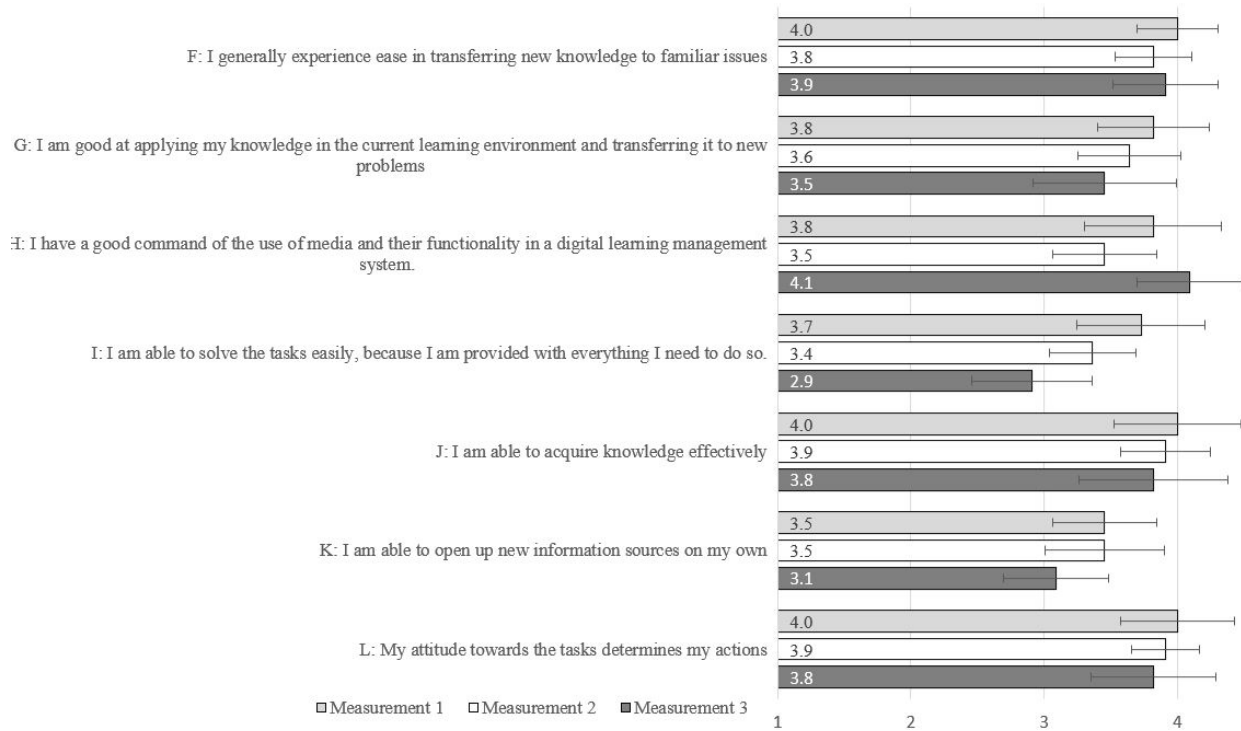 4.0
F: I generally experience ease in transferring new knowledge to familiar issues
3.8
3.9
3.8
G: I am good at applying my knowledge in the current learning environment and transferring it to new
problems
3.6
3.5
H: I have a good command of the use of media and their functionality in a digital learning management
system.
3.8
3.5
4.1
3.7
I: I am able to solve the tasks easily, because I am provided with everything I need to do so.
3.4
2.9
4.0
J: I am able to acquire knowledge effectively
3.9
3.8
3.5
K: I am able to open up new information sources on my own
3.5
3.1
4.0
L: My attitude towards the tasks determines my actions
3.9
3.8
Measurement 1 Measurement 2 Measurement 3
1 2 3 4